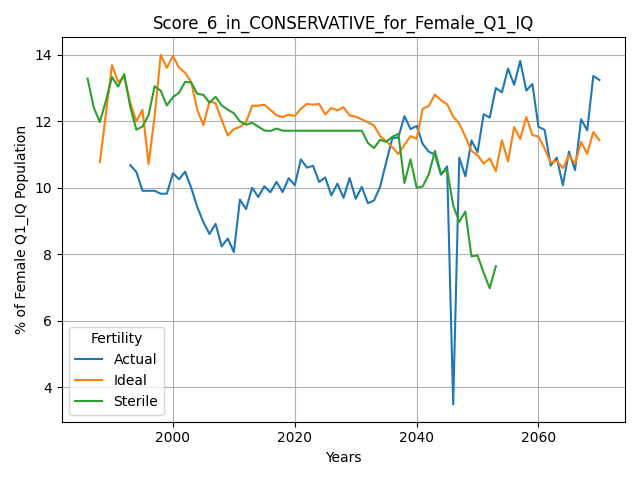 Score_6_in_CONSERVATIVE_for_Female_Q1_IQ
% of Female Q1_IQ Population
14
12
10
8
6
4
Fertility
Actual
Ideal
Sterile
2000
2020
2040
2060
Years